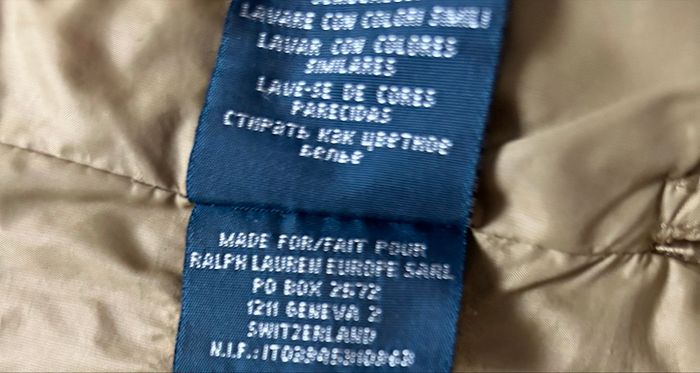 LAVARE CON COLORI SIMILI
LAVAR CON COLORES
SIMILARES
LAVE-SE DE CORES
PARECIDAS
Стирать как цветное
белье
MADE FOR/FAIT POUR
RALPH LAUREN EUROPE SARL
PO BOX 2572
1211 GENEVA 2
SWITZERLAND
N.I.F.: